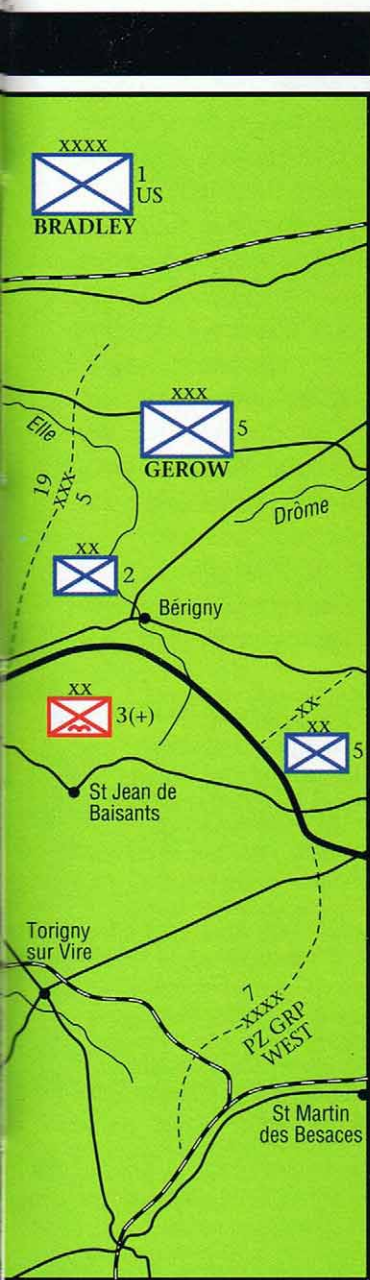 XXXX
1
US
BRADLEY
XXX
5
GEROW
Elle
19
XXX
5
Drôme
XX
2
Bérigny
XX
3(+)
XX
XX
5
St Jean de
Baisants
Torigny
sur Vire
7
XXXX
PZ GRP
WEST
St Martin
des Besaces